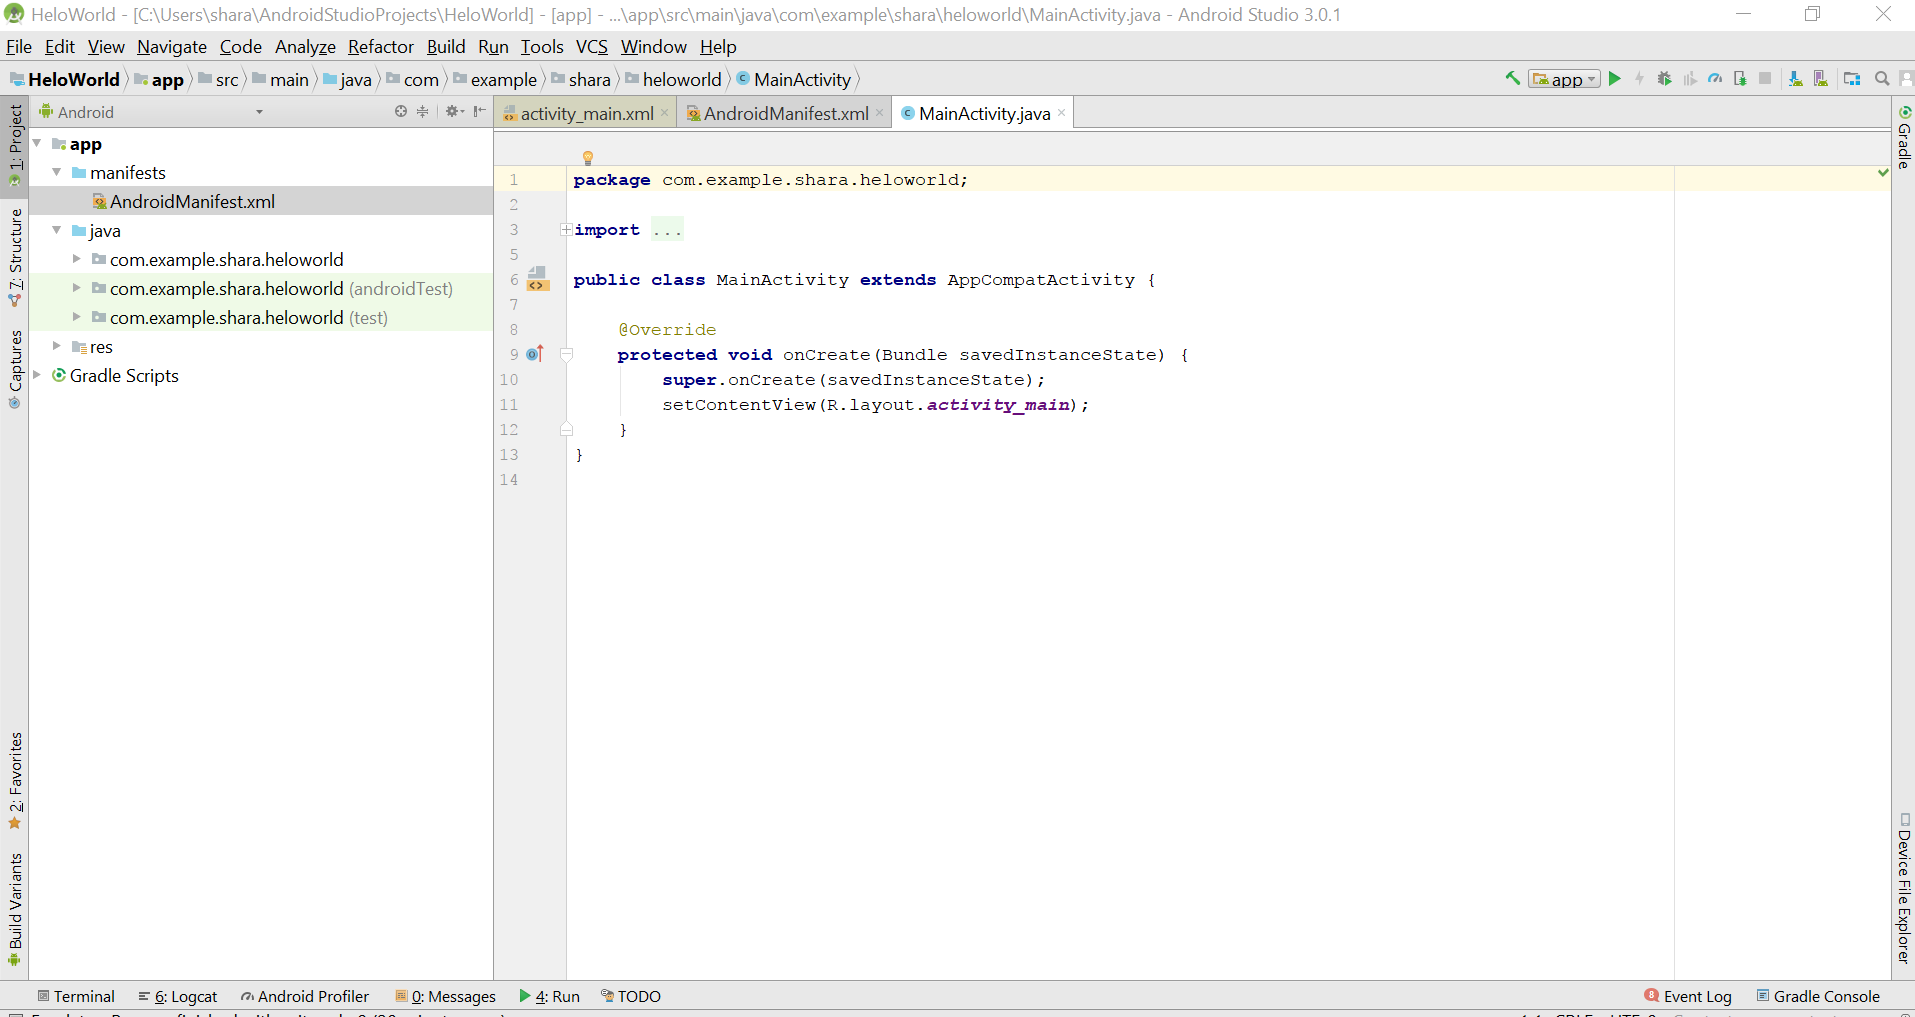 HeloWorld - [C:\Users\shara\AndroidStudioProjects\HeloWorld] - [app] - ...\app\src\main\java\com\example\shara\heloworld\MainActivity.java - Android Studio 3.0.1
File Edit View Navigate Code Analyze Refactor Build Run Tools VCS Window Help
HeloWorld app src main java com example shara heloworld MainActivity app
1: Project
7: Structure
Captures
2: Favorites
Build Variants
Android
app
manifests
AndroidManifest.xml
java
com.example.shara.heloworld
com.example.shara.heloworld (androidTest)
com.example.shara.heloworld (test)
res
Gradle Scripts
activity_main.xml AndroidManifest.xml MainActivity.java
1 package com.example.shara.heloworld;
2
3 import ...
5
6 public class MainActivity extends AppCompatActivity {
7
8 @Override
9 protected void onCreate(Bundle savedInstanceState) {
10 super.onCreate(savedInstanceState);
11 setContentView(R.layout.activity_main);
12 }
13 }
14
Gradle
Device File Explorer
Terminal 6: Logcat Android Profiler 0: Messages 4: Run TODO 8 Event Log Gradle Console